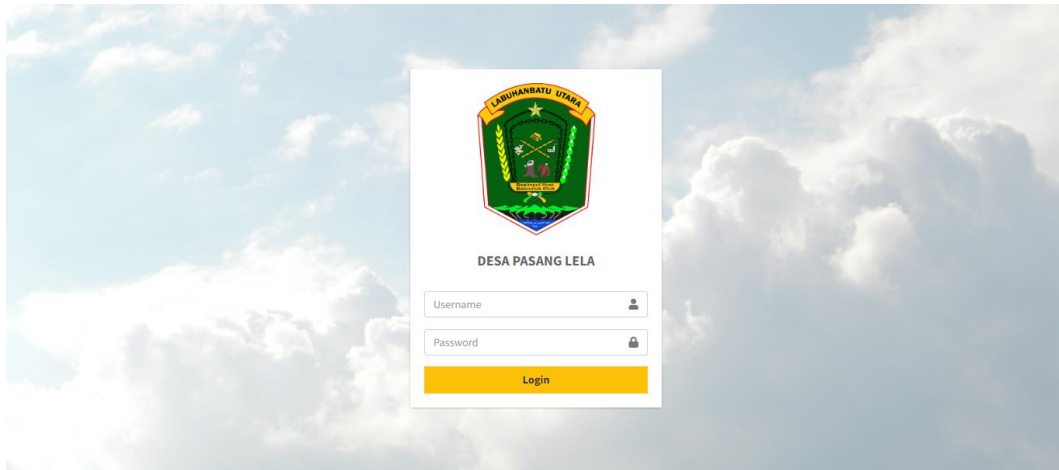 LABUHANBATU UTARA
DESA PASANG LELA
Username
Password
Login